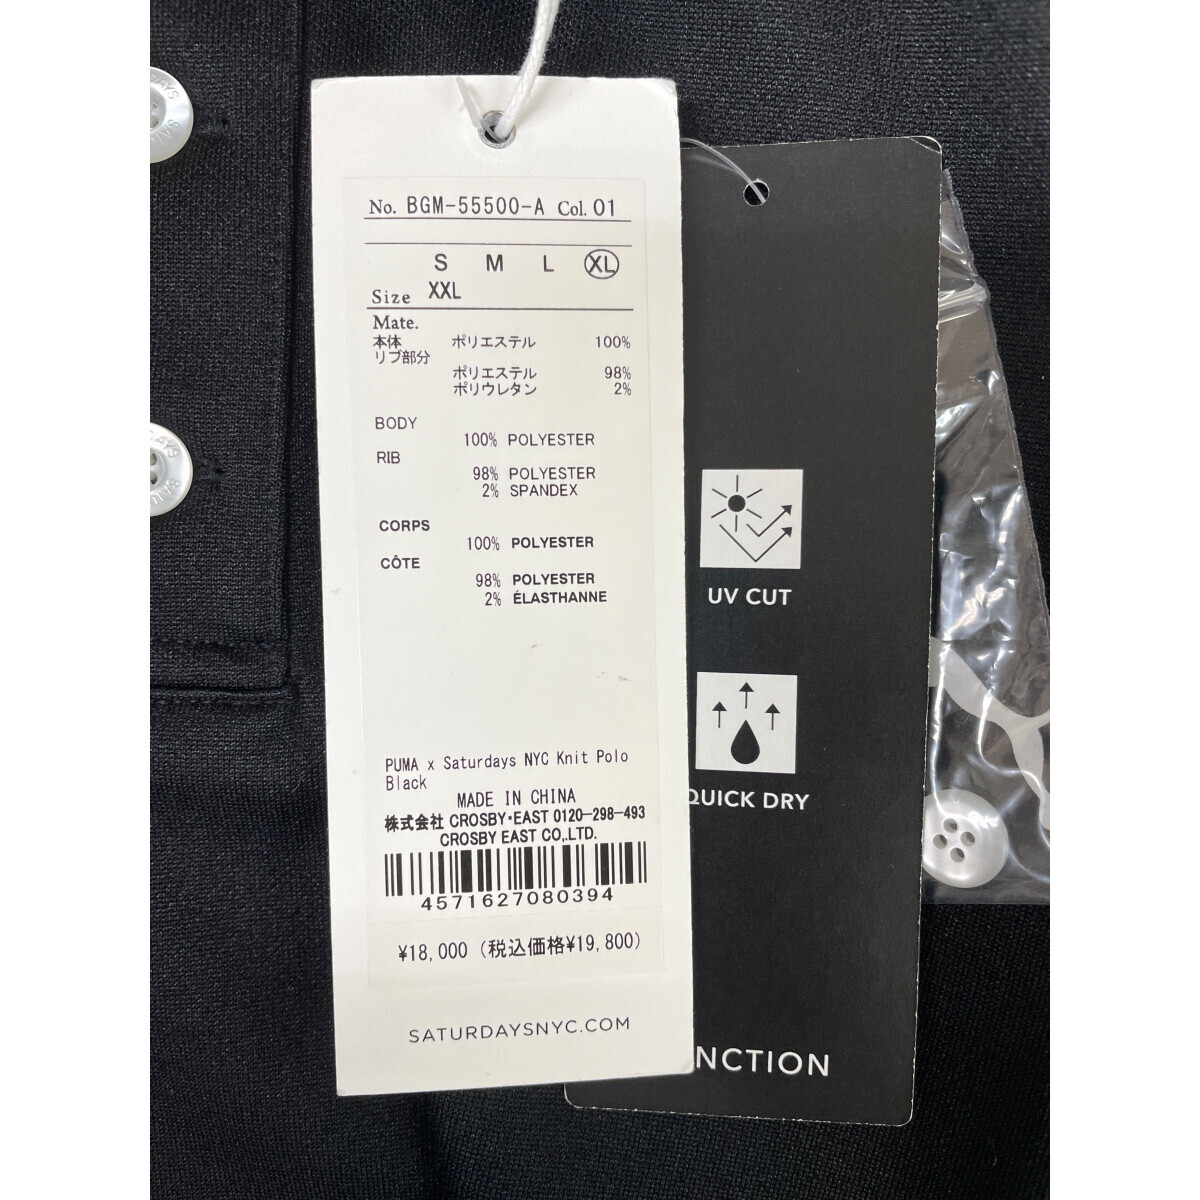 No. BGM-55500-A Col. 01
S M L XL
Size XXL
Mate.
本体 ポリエステル 100%
リブ部分
ポリエステル 98%
ポリウレタン 2%
BODY
100% POLYESTER
RIB
98% POLYESTER
2% SPANDEX
CORPS
100% POLYESTER
CÔTE
98% POLYESTER
2% ÉLASTHANNE
PUMA x Saturdays NYC Knit Polo
Black
MADE IN CHINA
株式会社 CROSBY・EAST 0120-298-493
CROSBY EAST CO,.LTD.
4571627080394
¥18,000 (税込価格¥19,800)
SATURDAYSNYC.COM
UV CUT
QUICK DRY
NCTION